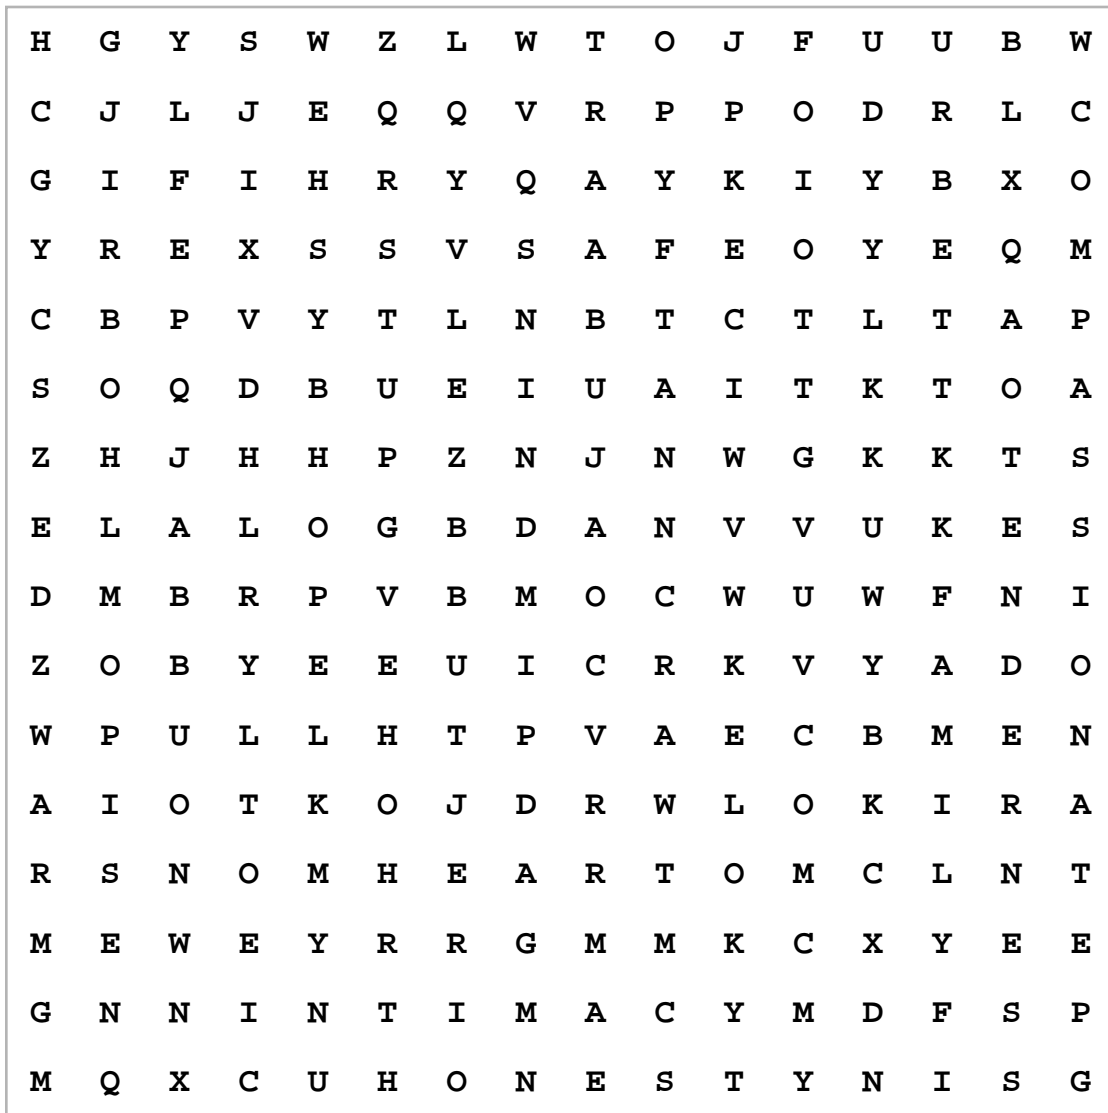 H G Y S W Z L W T O J F U U B W
C J L J E Q Q V R P P O D R L C
G I F I H R Y Q A Y K I Y B X O
Y R E X S S V S A F E O Y E Q M
C B P V Y T L N B T C T L T A P
S O Q D B U E I U A I T K T O A
Z H J H H P Z N J N W G K K T S
E L A L O G B D A N V V U K E S
D M B R P V B M O C W U W F N I
Z O B Y E E U I C R K V Y A D O
W P U L L H T P V A E C B M E N
A I O T K O J D R W L O K I R A
R S N O M H E A R T O M C L N T
M E W E Y R R G M M K C X Y E E
G N N I N T I M A C Y M D F S P
M Q X C U H O N E S T Y N I S G